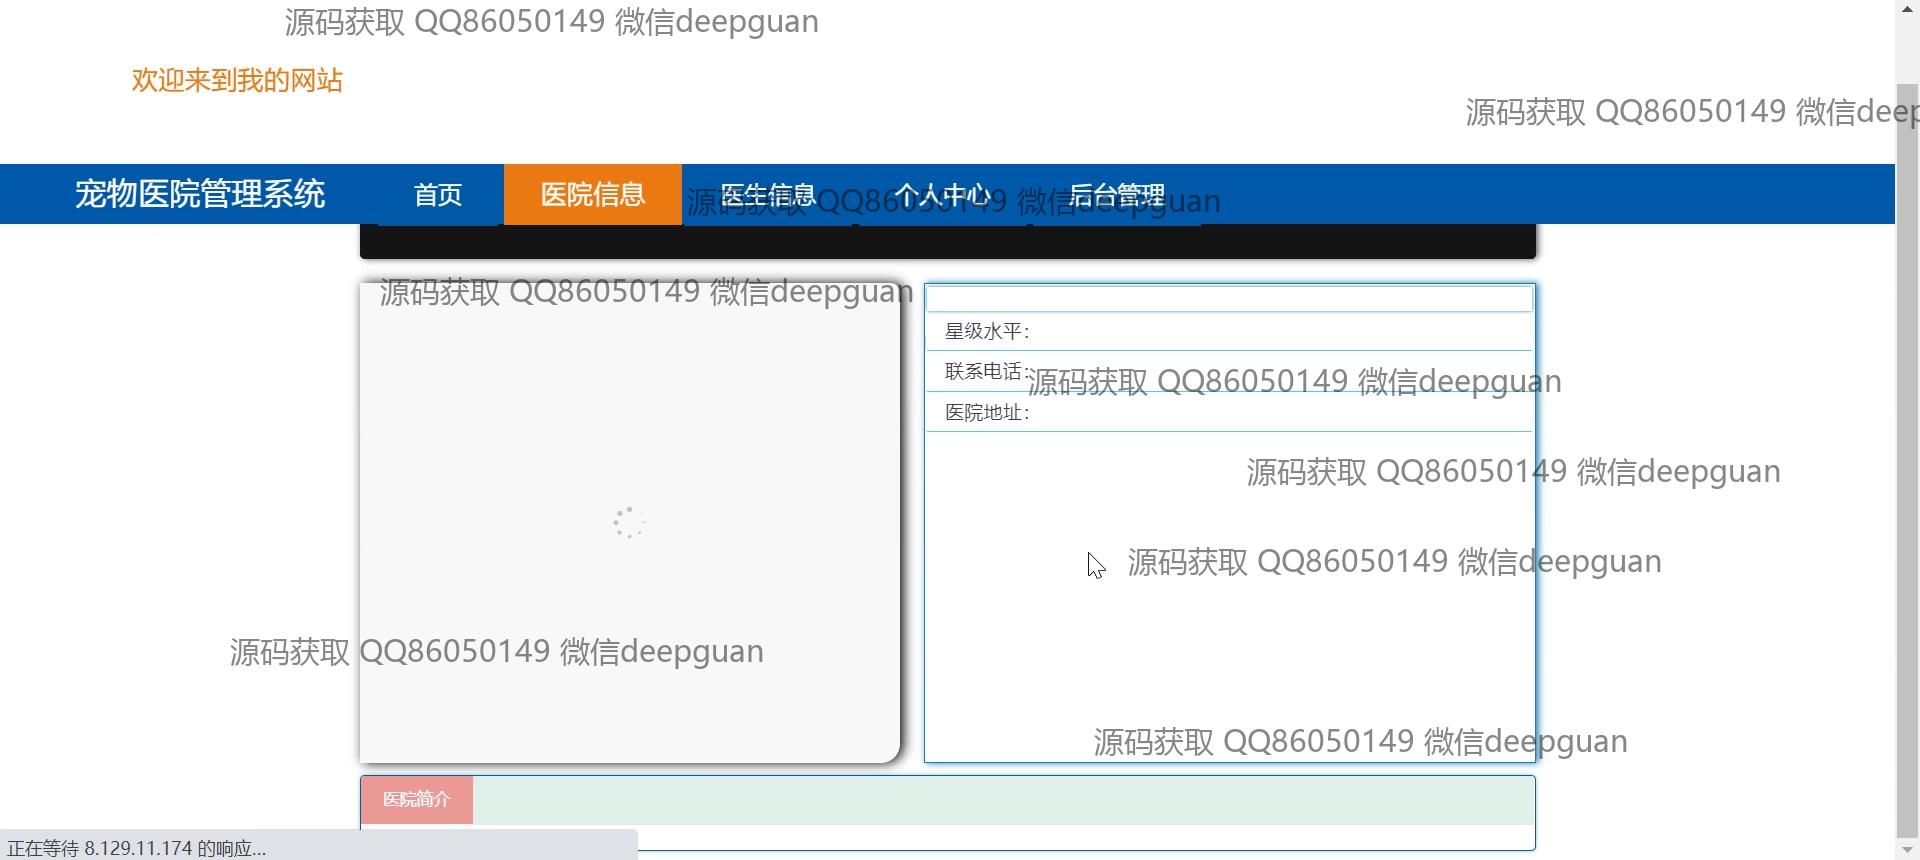 源码获取 QQ86050149 微信deepguan
欢迎来到我的网站
源码获取 QQ86050149 微信deep
宠物医院管理系统 首页 医院信息 医生信息 个人中心 后台管理
源码获取 QQ86050149 微信deepguan
源码获取 QQ86050149 微信deepguan
星级水平：
联系电话：
源码获取 QQ86050149 微信deepguan
医院地址：
源码获取 QQ86050149 微信deepguan
源码获取 QQ86050149 微信deepguan
源码获取 QQ86050149 微信deepguan
源码获取 QQ86050149 微信deepguan
医院简介
正在等待 8.129.11.174 的响应...